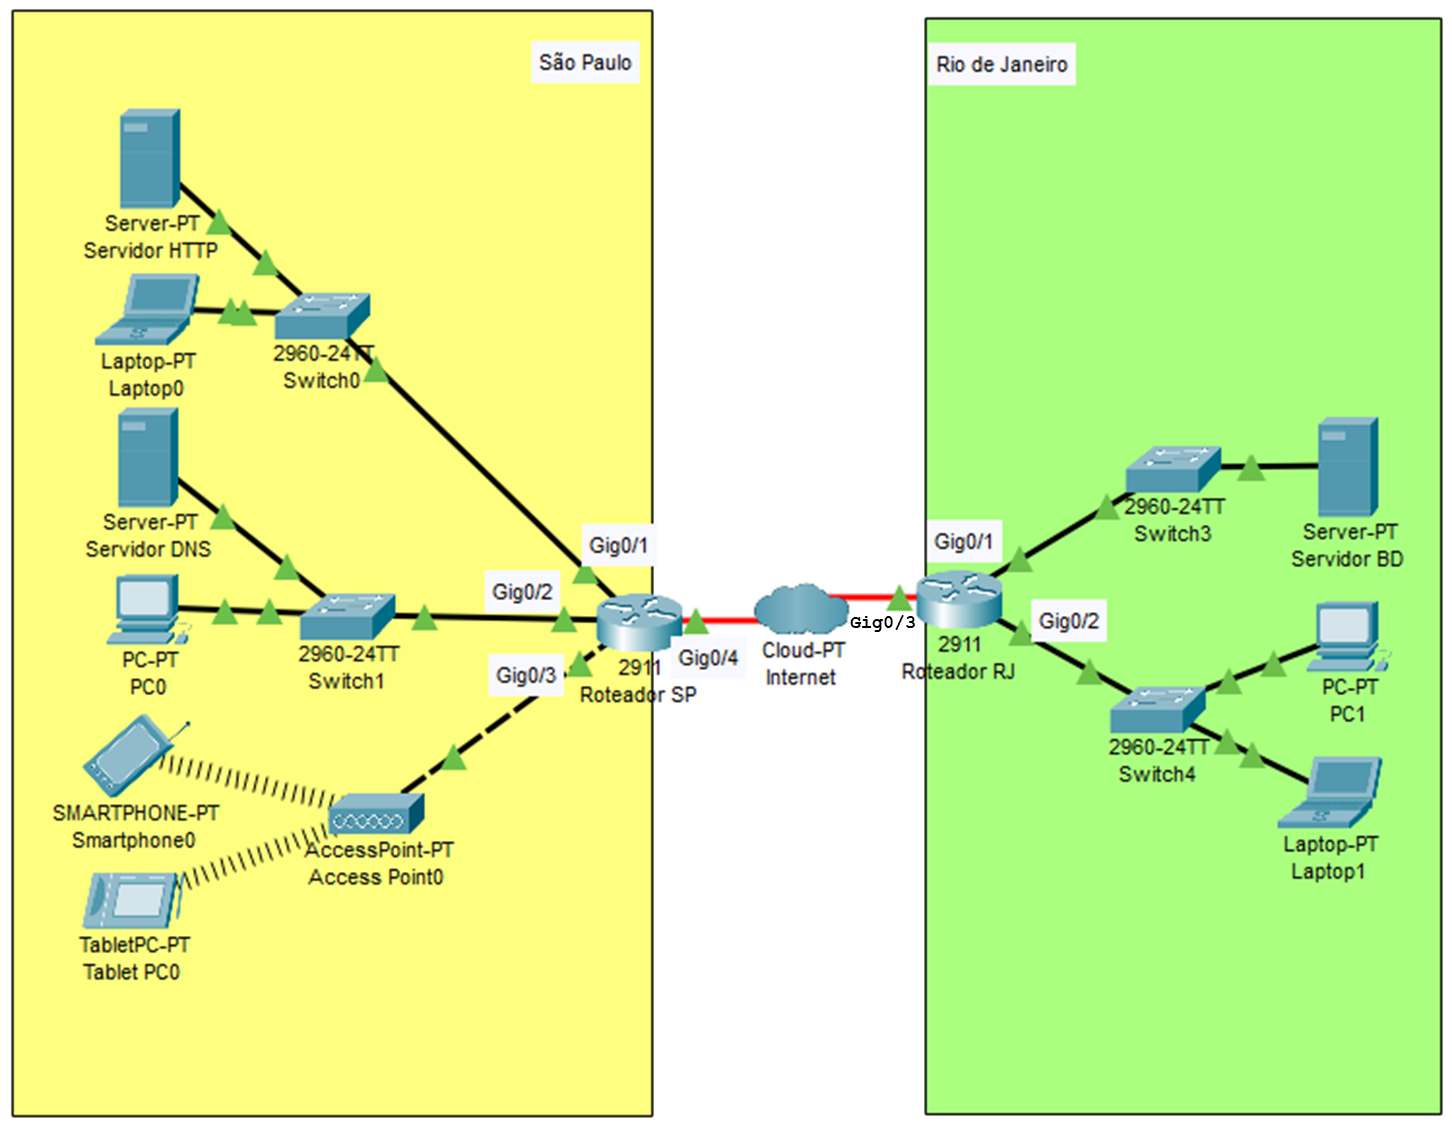 São Paulo
Rio de Janeiro
Server-PT
Servidor HTTP
Laptop-PT
Laptop0
2960-24TT
Switch0
Server-PT
Servidor DNS
PC-PT
PC0
2960-24TT
Switch1
SMARTPHONE-PT
Smartphone0
AccessPoint-PT
Access Point0
TabletPC-PT
Tablet PC0
Gig0/1
Gig0/2
Gig0/3
Gig0/4
2911
Roteador SP
Cloud-PT
Internet
Gig0/3
Gig0/1
Gig0/2
2911
Roteador RJ
2960-24TT
Switch3
Server-PT
Servidor BD
PC-PT
PC1
2960-24TT
Switch4
Laptop-PT
Laptop1